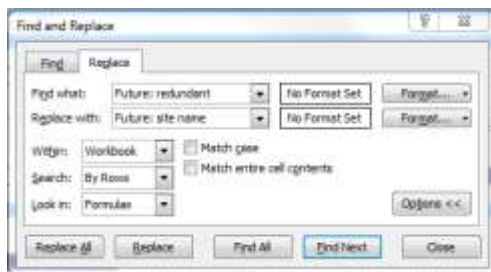 Find and Replace
Find Replace
Find what: Future: redundant No Format Set Format...
Replace with: Future: site name No Format Set Format...
Within: Workbook Match case
Match entire cell contents
Search: By Rows
Look in: Formulas Options <<
Replace All Replace Find All Find Next Close